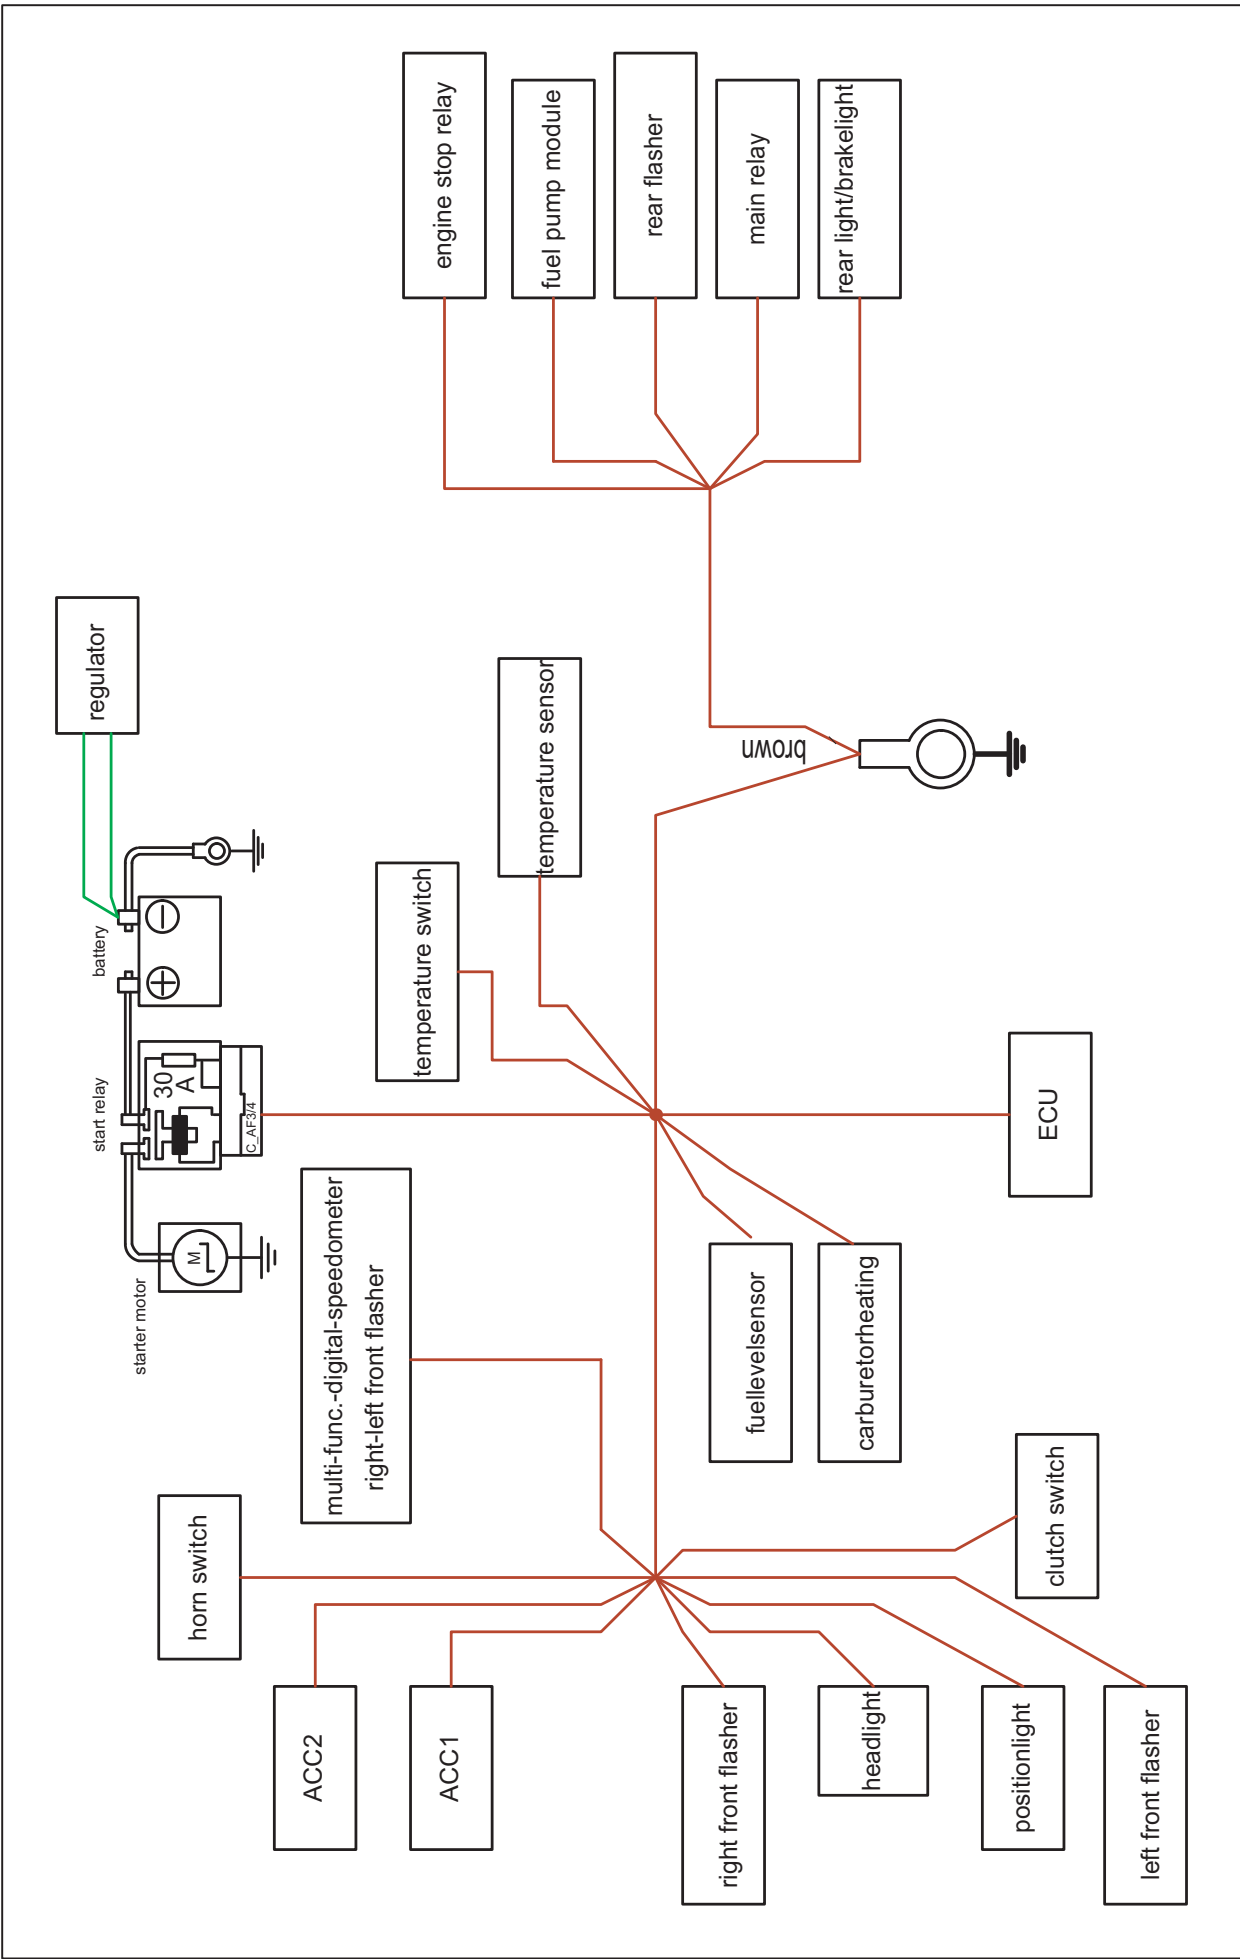 starter motor
M
start relay
30
A
C_AF3/4
battery
regulator
horn switch
multi-func.-digital-speedometer
right-left front flasher
temperature switch
temperature sensor
engine stop relay
fuel pump module
rear flasher
main relay
rear light/brakelight
ACC2
ACC1
brown
right front flasher
headlight
positionlight
left front flasher
fuellevelsensor
carburetorheating
clutch switch
ECU